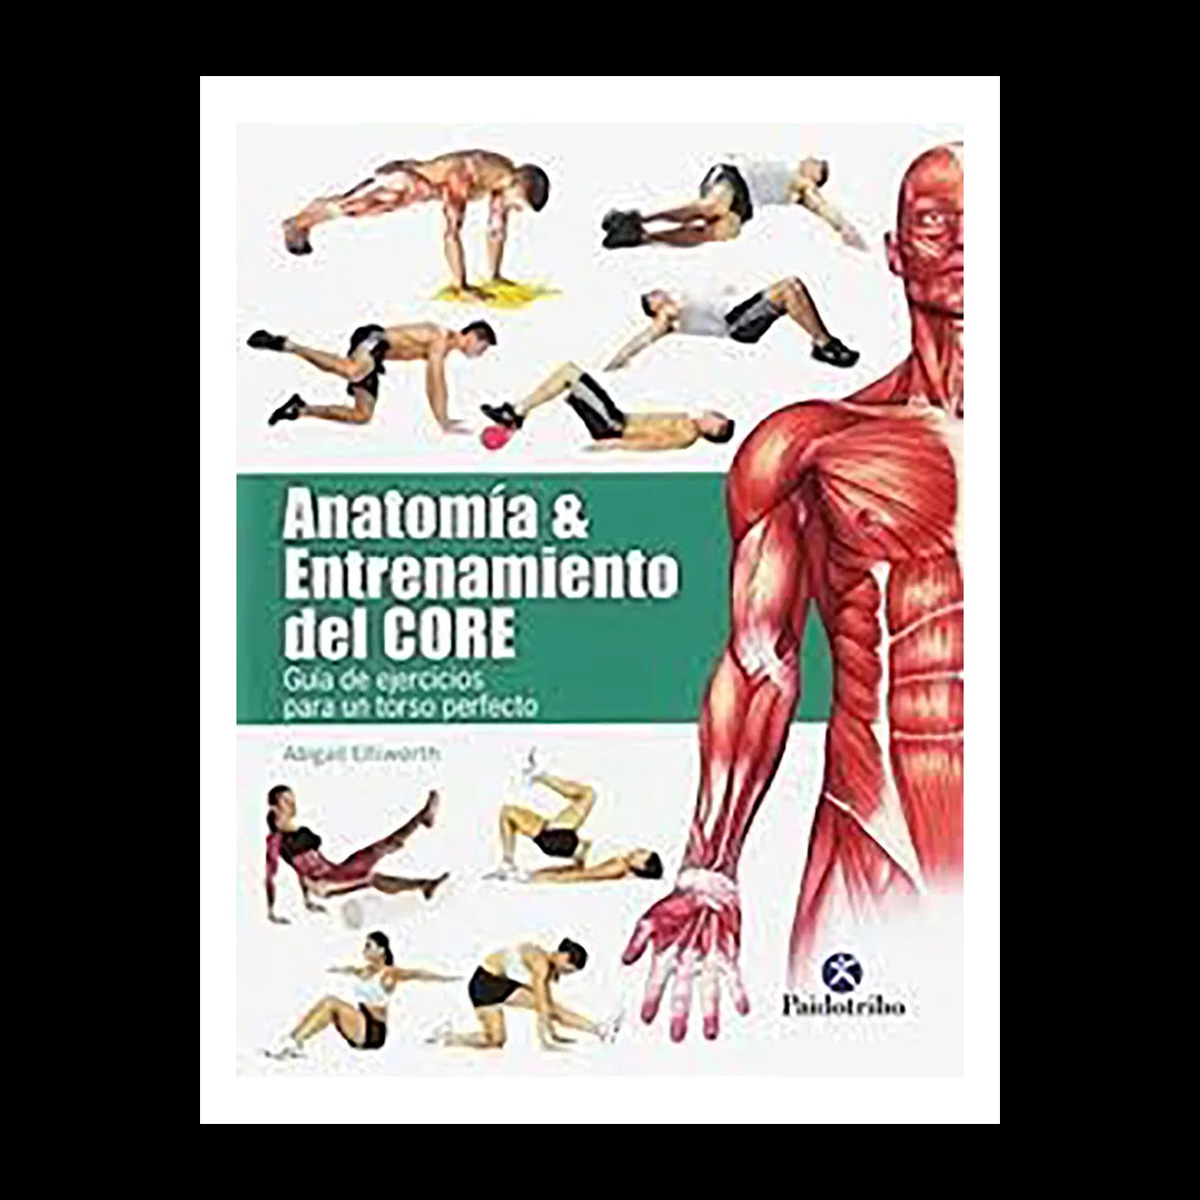 Anatomía &
Entrenamiento
del CORE
Guía de ejercicios
para un torso perfecto
Abigail Ellsworth
Paidotribo